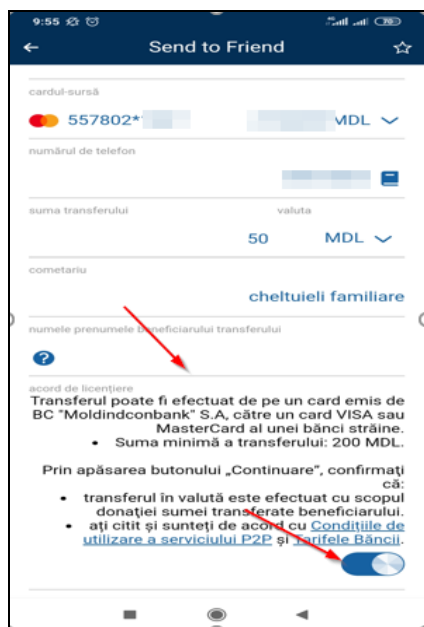 9:55
70
Send to Friend
cardul-sursă
557802* MDL
numărul de telefon
suma transferului valuta
50 MDL
cometariu
cheltuieli familiare
numele prenumele beneficiarului transferului
?
acord de licențiere
Transferul poate fi efectuat de pe un card emis de
BC "Moldindconbank" S.A, către un card VISA sau
MasterCard al unei bănci străine.
• Suma minimă a transferului: 200 MDL.
Prin apăsarea butonului „Continuare”, confirmați
că:
• transferul în valută este efectuat cu scopul
donației sumei transferate beneficiarului.
• ați citit și sunteți de acord cu Condițiile de
utilizare a serviciului P2P și Tarifele Băncii.